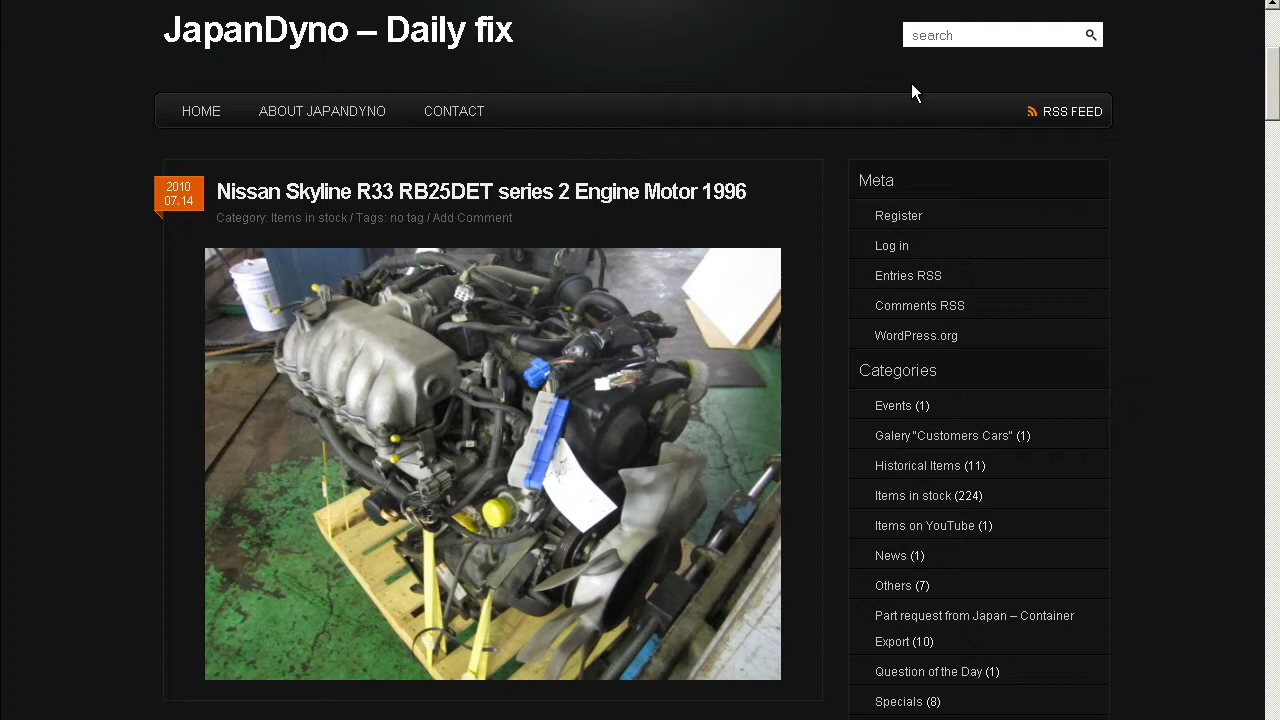 JapanDyno – Daily fix
search
HOME ABOUT JAPANDYNO CONTACT RSS FEED
2010
07.14
Nissan Skyline R33 RB25DET series 2 Engine Motor 1996
Category: Items in stock / Tags: no tag / Add Comment
Meta
Register
Log in
Entries RSS
Comments RSS
WordPress.org
Categories
Events (1)
Galery "Customers Cars" (1)
Historical Items (11)
Items in stock (224)
Items on YouTube (1)
News (1)
Others (7)
Part request from Japan – Container
Export (10)
Question of the Day (1)
Specials (8)